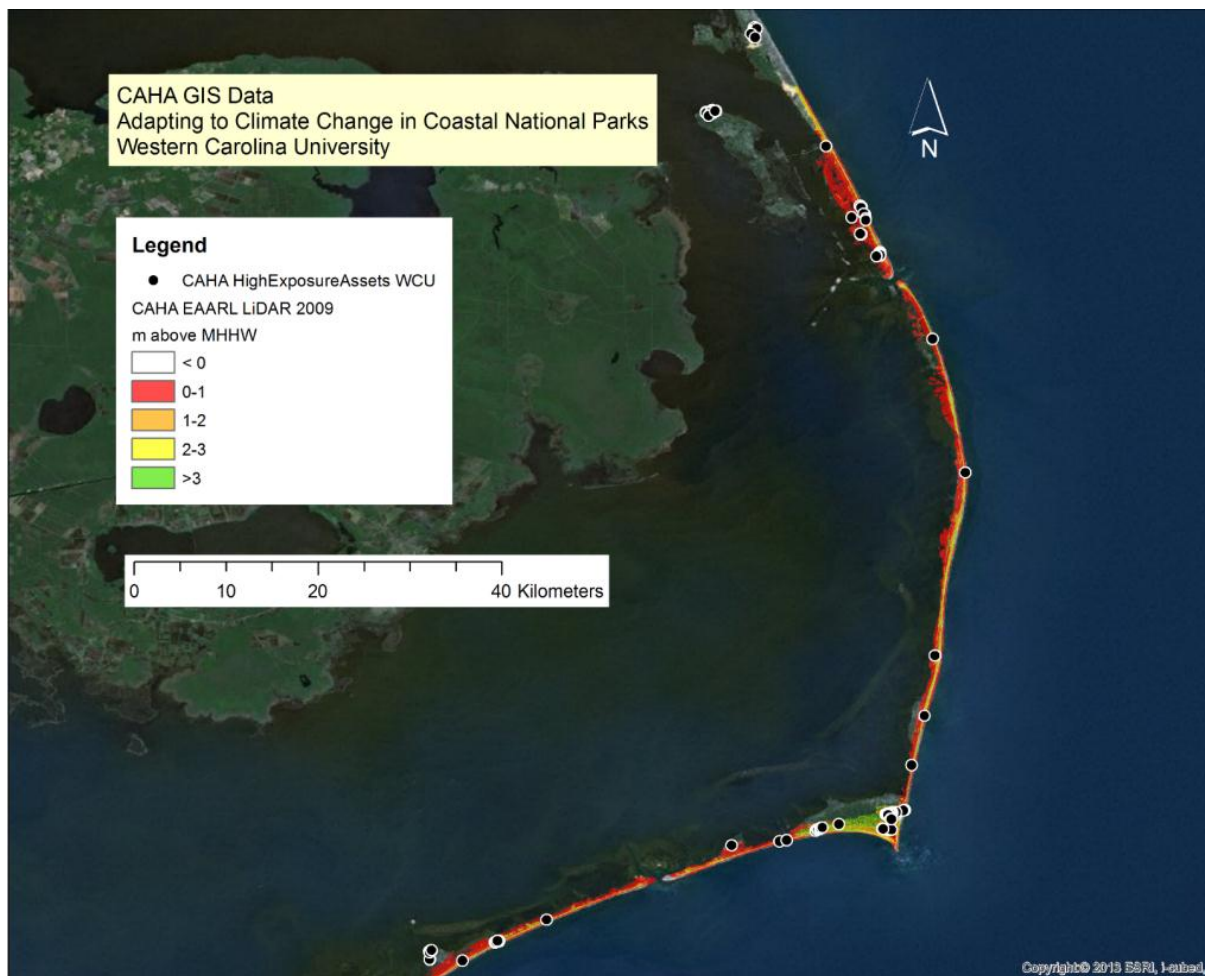 CAHA GIS Data
Adapting to Climate Change in Coastal National Parks
Western Carolina University
N
Legend
CAHA HighExposureAssets WCU
CAHA EAARL LiDAR 2009
m above MHHW
< 0
0-1
1-2
2-3
>3
0 10 20 40 Kilometers
Copyright:© 2013 ESRI, i-cubed,